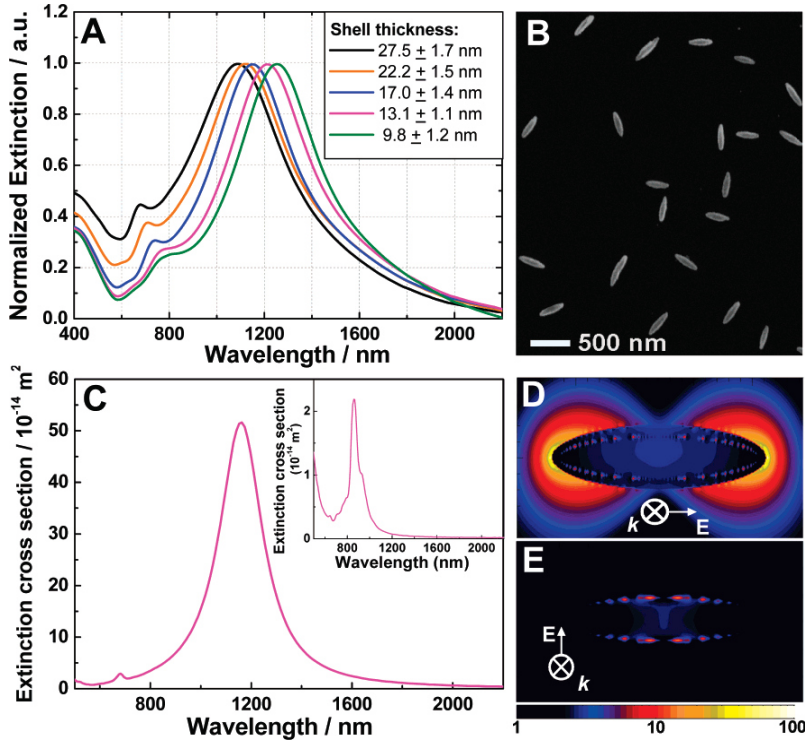 A
Normalized Extinction / a.u.
1.0
0.8
0.6
0.4
0.2
0.0
400 800 1200 1600 2000
Wavelength / nm
Shell thickness:
27.5 ± 1.7 nm
22.2 ± 1.5 nm
17.0 ± 1.4 nm
13.1 ± 1.1 nm
9.8 ± 1.2 nm
B
500 nm
C
Extinction cross section / 10⁻¹⁴ m²
60
50
40
30
20
10
0
800 1200 1600 2000
Wavelength / nm
Extinction cross section
(10⁻¹⁴ m²)
2
1
0
800 1200 1600 2000
Wavelength (nm)
D
k E
E
E
k
1 10 100